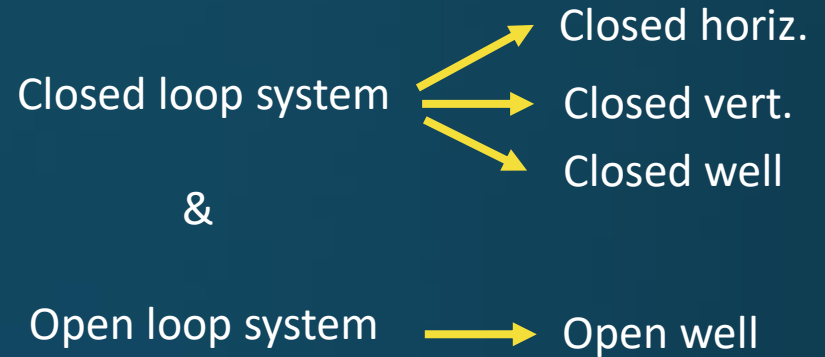 Closed horiz.
Closed loop system
Closed vert.
Closed well
&
Open loop system
Open well